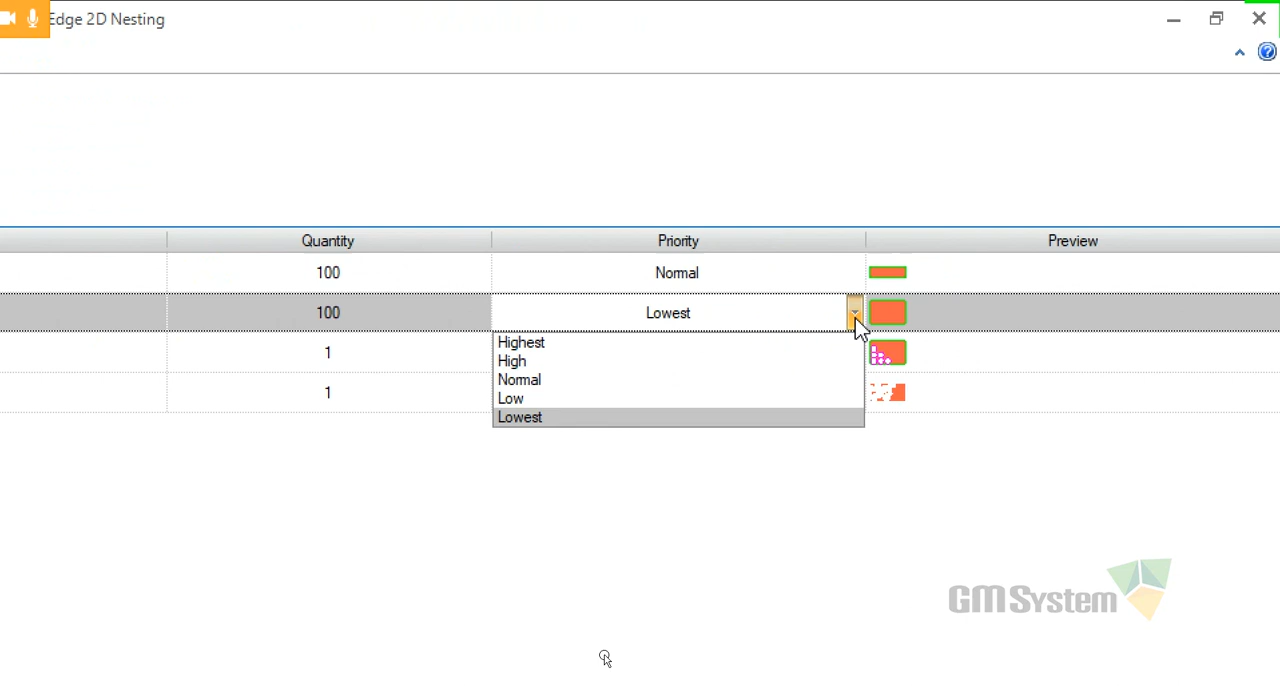 Edge 2D Nesting
Quantity Priority Preview
100 Normal
100 Lowest
1
1
Highest
High
Normal
Low
Lowest
GM System